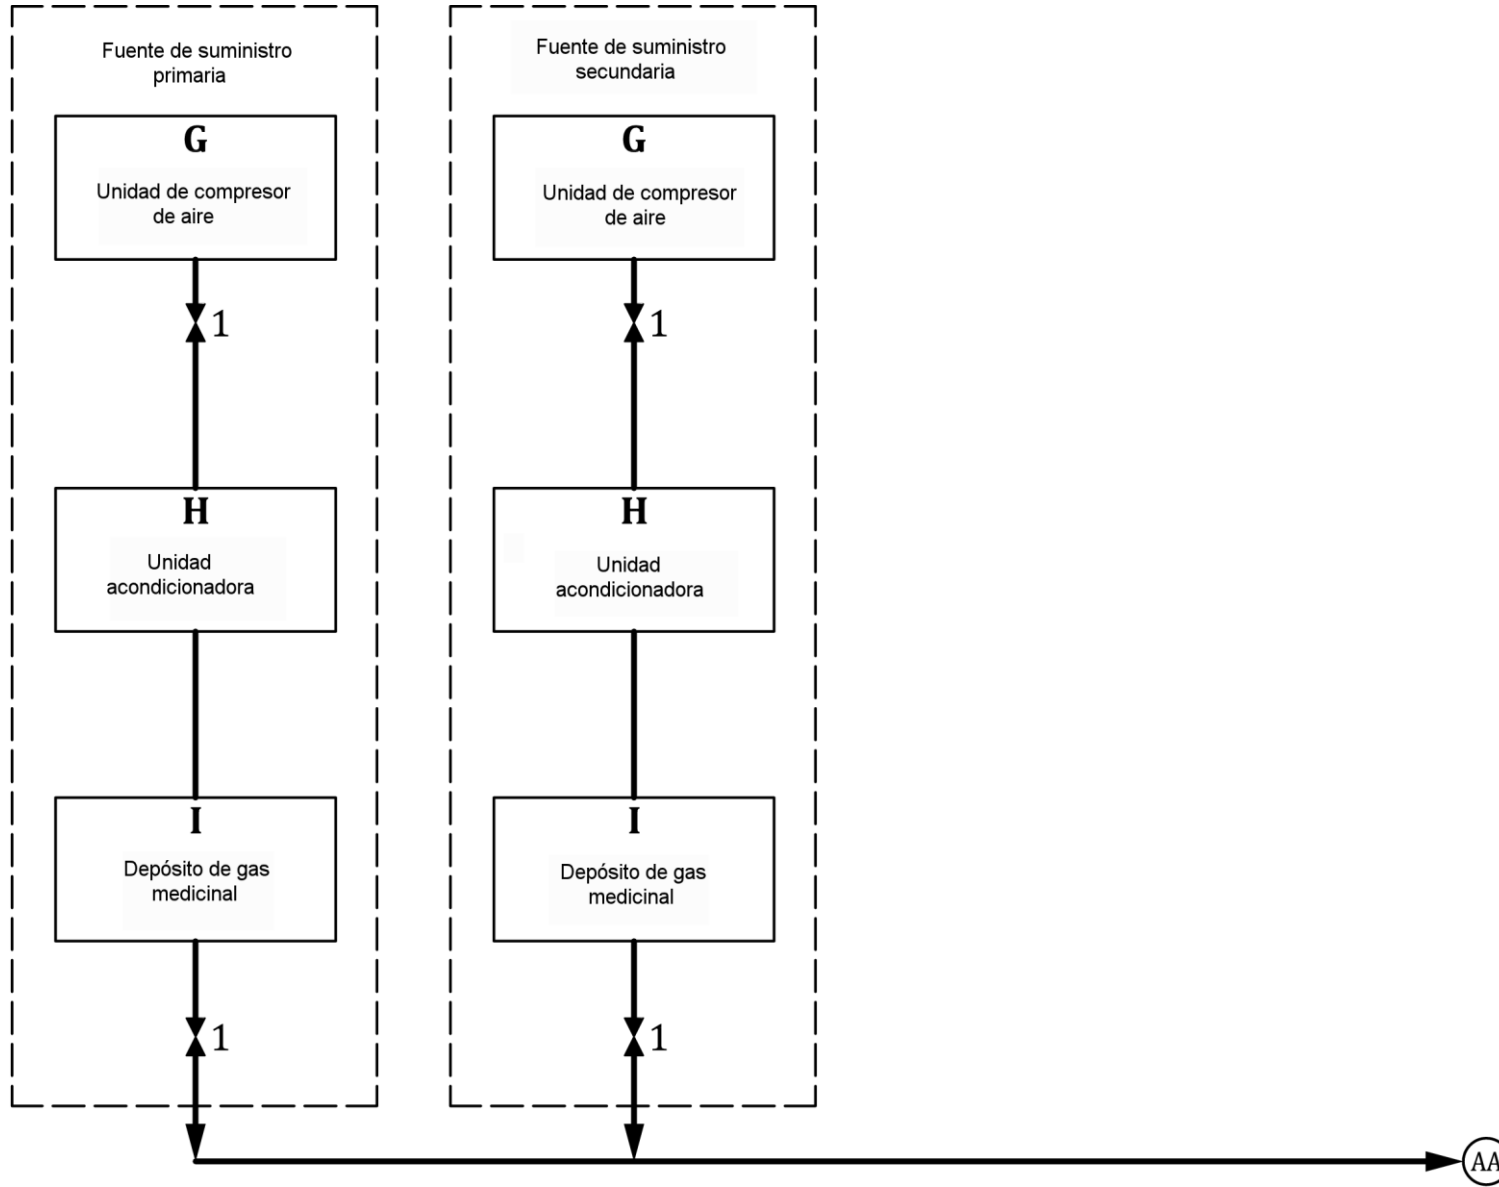 Fuente de suministro
primaria
G
Unidad de compresor
de aire
1
H
Unidad
acondicionadora
I
Depósito de gas
medicinal
1
Fuente de suministro
secundaria
G
Unidad de compresor
de aire
1
H
Unidad
acondicionadora
I
Depósito de gas
medicinal
1
AA